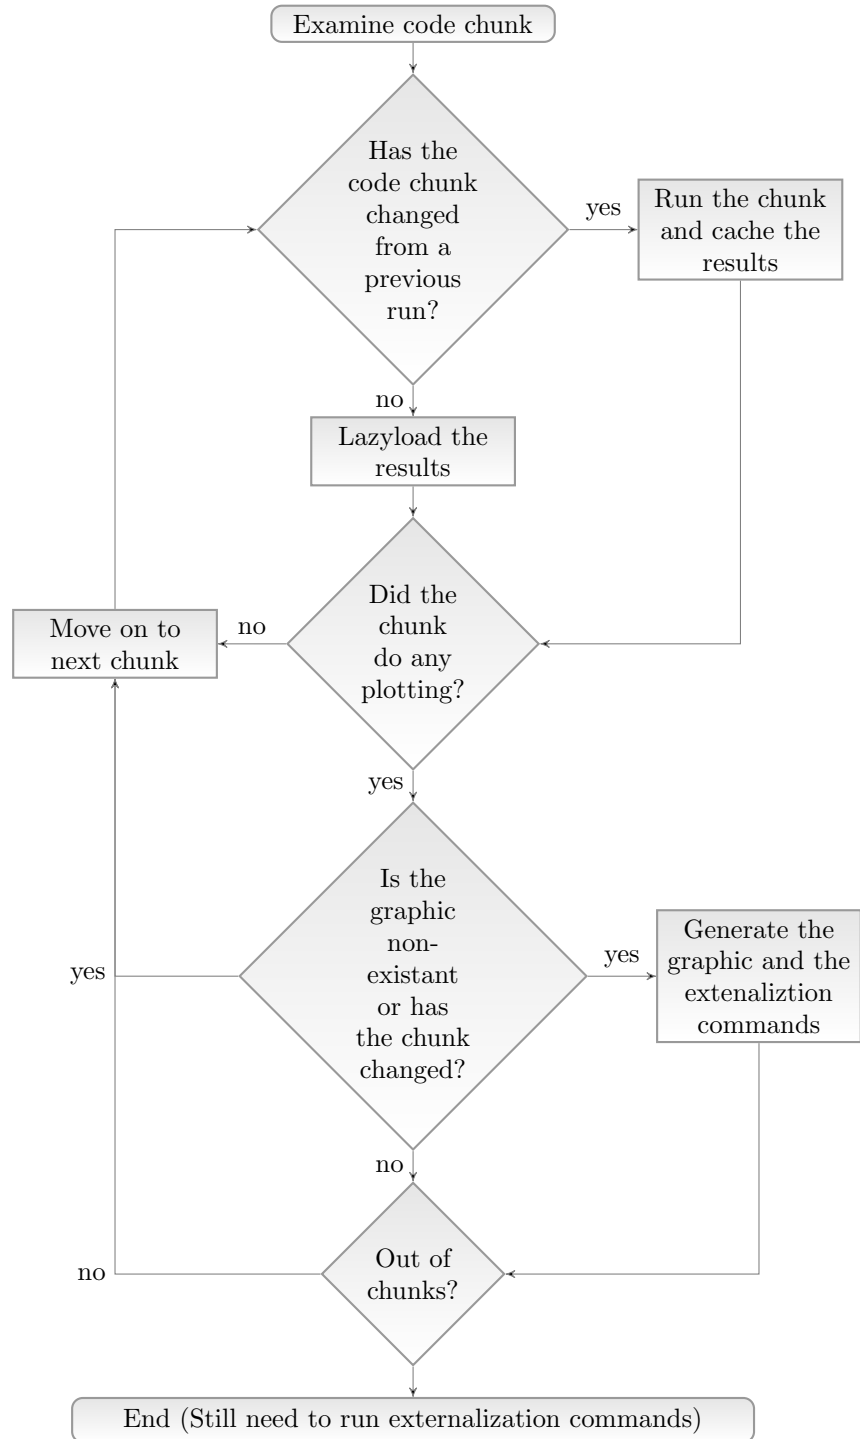 Examine code chunk
Has the
code chunk
changed
from a
previous
run?
yes
Run the chunk
and cache the
results
no
Lazyload the
results
Did the
chunk
do any
plotting?
no
Move on to
next chunk
yes
Is the
graphic
non-
existant
or has
the chunk
changed?
yes
yes
Generate the
graphic and the
extenaliztion
commands
no
Out of
chunks?
no
End (Still need to run externalization commands)